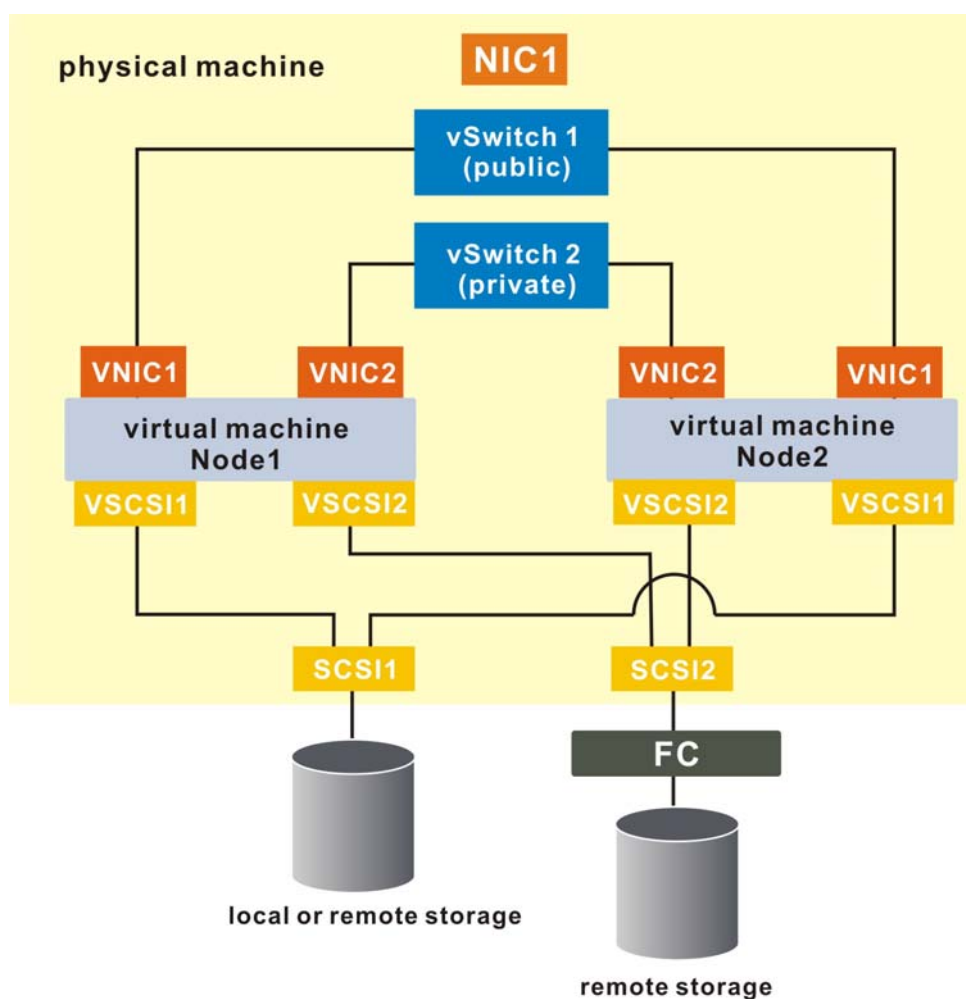 physical machine
NIC1
vSwitch 1
(public)
vSwitch 2
(private)
VNIC1
VNIC2
VNIC2
VNIC1
virtual machine
Node1
virtual machine
Node2
VSCSI1
VSCSI2
VSCSI2
VSCSI1
SCSI1
SCSI2
FC
local or remote storage
remote storage